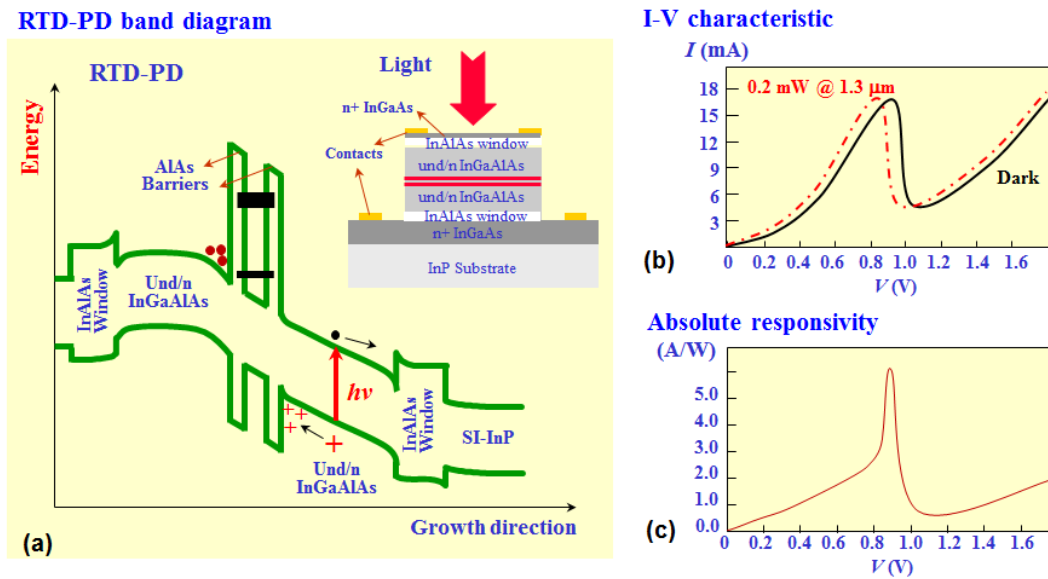 RTD-PD band diagram
RTD-PD
Energy
AlAs
Barriers
InAlAs
Window
Und/n
InGaAlAs
hν
Und/n
InGaAlAs
InAlAs
Window
SI-InP
Growth direction
(a)
Light
n+ InGaAs
Contacts
InAlAs window
und/n InGaAlAs
und/n InGaAlAs
InAlAs window
n+ InGaAs
InP Substrate
I-V characteristic
I (mA)
18
15
12
9
6
3
0.2 mW @ 1.3 μm
Dark
0 0.2 0.4 0.6 0.8 1.0 1.2 1.4 1.6
V (V)
(b)
Absolute responsivity
(A/W)
5.0
4.0
3.0
2.0
1.0
0.0
0 0.2 0.4 0.6 0.8 1.0 1.2 1.4 1.6
V (V)
(c)